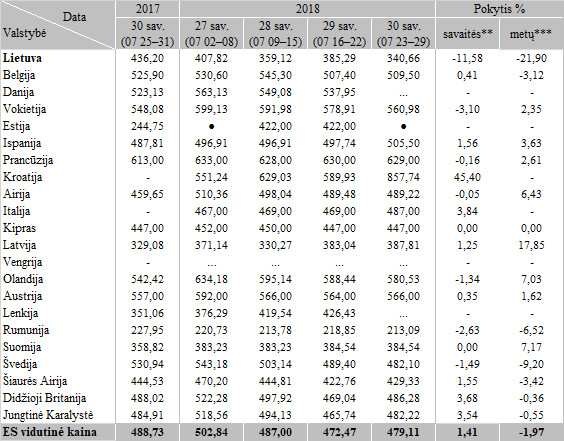 Data 2017 2018 Pokytis %
Valstybė 30 sav. (07 25–31) 27 sav. (07 02–08) 28 sav. (07 09–15) 29 sav. (07 16–22) 30 sav. (07 23–29) savaitės** metų***
Lietuva 436,20 407,82 359,12 385,29 340,66 -11,58 -21,90
Belgija 525,90 530,60 545,30 507,40 509,50 0,41 -3,12
Danija 523,13 563,13 549,08 537,95 ... - -
Vokietija 548,08 599,13 591,98 578,91 560,98 -3,10 2,35
Estija 244,75 ● 422,00 422,00 ● - -
Ispanija 487,81 496,91 496,91 497,74 505,50 1,56 3,63
Prancūzija 613,00 633,00 628,00 630,00 629,00 -0,16 2,61
Kroatija - 551,24 629,03 589,93 857,74 45,40 -
Airija 459,65 510,36 498,04 489,48 489,22 -0,05 6,43
Italija - 467,00 469,00 469,00 487,00 3,84 -
Kipras 447,00 452,00 450,00 447,00 447,00 0,00 0,00
Latvija 329,08 371,14 330,27 383,04 387,81 1,25 17,85
Vengrija - ... ... ... ... - -
Olandija 542,42 634,18 595,14 588,44 580,53 -1,34 7,03
Austrija 557,00 592,00 566,00 564,00 566,00 0,35 1,62
Lenkija 351,06 376,29 419,54 426,43 ... - -
Rumunija 227,95 220,73 213,78 218,85 213,09 -2,63 -6,52
Suomija 358,82 383,23 383,23 384,54 384,54 0,00 7,17
Švedija 530,94 543,18 503,14 489,40 482,10 -1,49 -9,20
Šiaurės Airija 444,53 470,20 444,81 422,76 429,33 1,55 -3,42
Didžioji Britanija 488,02 522,28 497,92 469,04 486,28 3,68 -0,36
Jungtinė Karalystė 484,91 518,56 494,13 465,74 482,22 3,54 -0,55
ES vidutinė kaina 488,73 502,84 487,00 472,47 479,11 1,41 -1,97